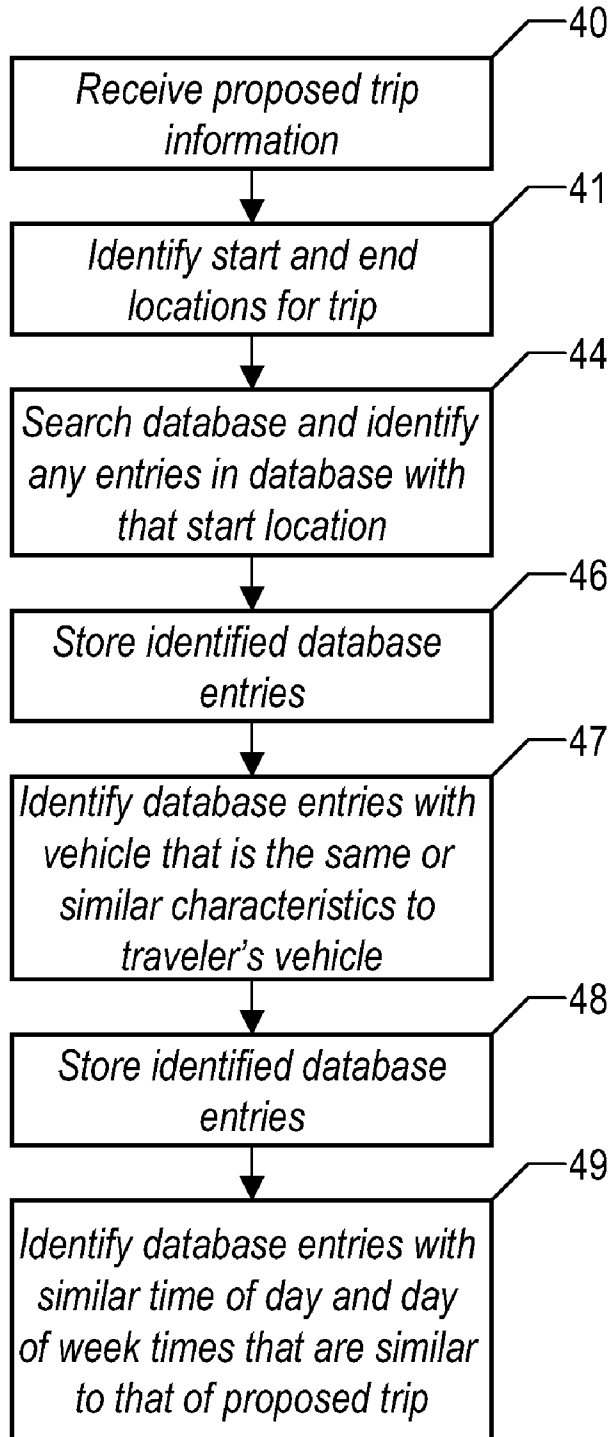 40
Receive proposed trip
information
41
Identify start and end
locations for trip
44
Search database and identify
any entries in database with
that start location
46
Store identified database
entries
47
Identify database entries with
vehicle that is the same or
similar characteristics to
traveler's vehicle
48
Store identified database
entries
49
Identify database entries with
similar time of day and day
of week times that are similar
to that of proposed trip